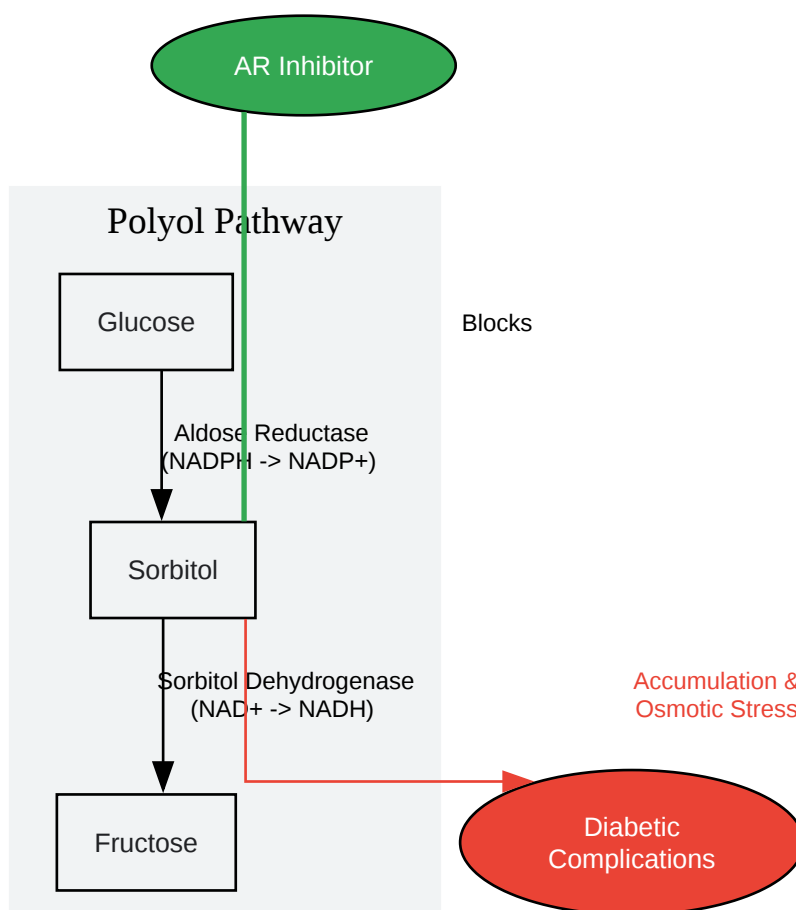 AR Inhibitor
Polyol Pathway
Glucose
Blocks
Aldose Reductase
(NADPH -> NADP+)
Sorbitol
Sorbitol Dehydrogenase
(NAD+ -> NADH)
Accumulation &
Osmotic Stress
Fructose
Diabetic
Complications